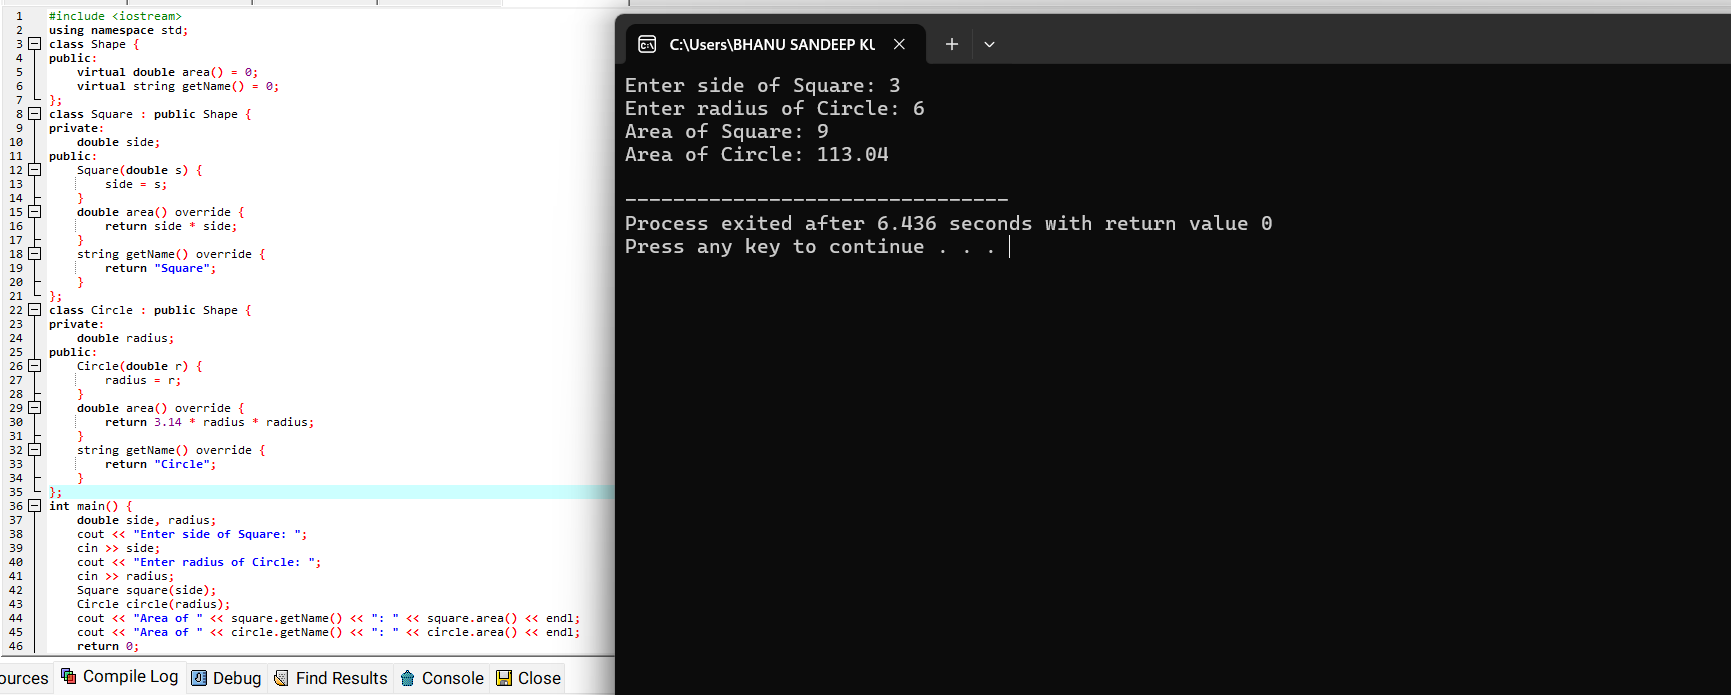 1 #include <iostream>
2 using namespace std;
3 class Shape {
4 public:
5     virtual double area() = 0;
6     virtual string getName() = 0;
7 };
8 class Square : public Shape {
9 private:
10     double side;
11 public:
12     Square(double s) {
13         side = s;
14     }
15     double area() override {
16         return side * side;
17     }
18     string getName() override {
19         return "Square";
20     }
21 };
22 class Circle : public Shape {
23 private:
24     double radius;
25 public:
26     Circle(double r) {
27         radius = r;
28     }
29     double area() override {
30         return 3.14 * radius * radius;
31     }
32     string getName() override {
33         return "Circle";
34     }
35 };
36 int main() {
37     double side, radius;
38     cout << "Enter side of Square: ";
39     cin >> side;
40     cout << "Enter radius of Circle: ";
41     cin >> radius;
42     Square square(side);
43     Circle circle(radius);
44     cout << "Area of " << square.getName() << ": " << square.area() << endl;
45     cout << "Area of " << circle.getName() << ": " << circle.area() << endl;
46     return 0;
ources Compile Log Debug Find Results Console Close
C:\Users\BHANU SANDEEP KU
Enter side of Square: 3
Enter radius of Circle: 6
Area of Square: 9
Area of Circle: 113.04
--------------------------------
Process exited after 6.436 seconds with return value 0
Press any key to continue . . .